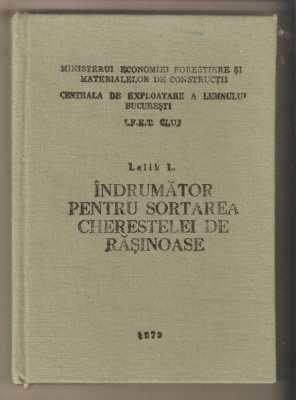 MINISTERUL ECONOMIEI FORESTIERE ȘI
MATERIALELOR DE CONSTRUCȚII
CENTRALA DE EXPLOATARE A LEMNULUI
BUCUREȘTI
I.F.E.T. CLUJ
Lelik L.
ÎNDRUMĂTOR
PENTRU SORTAREA
CHERESTELEI DE
RĂȘINOASE
1979